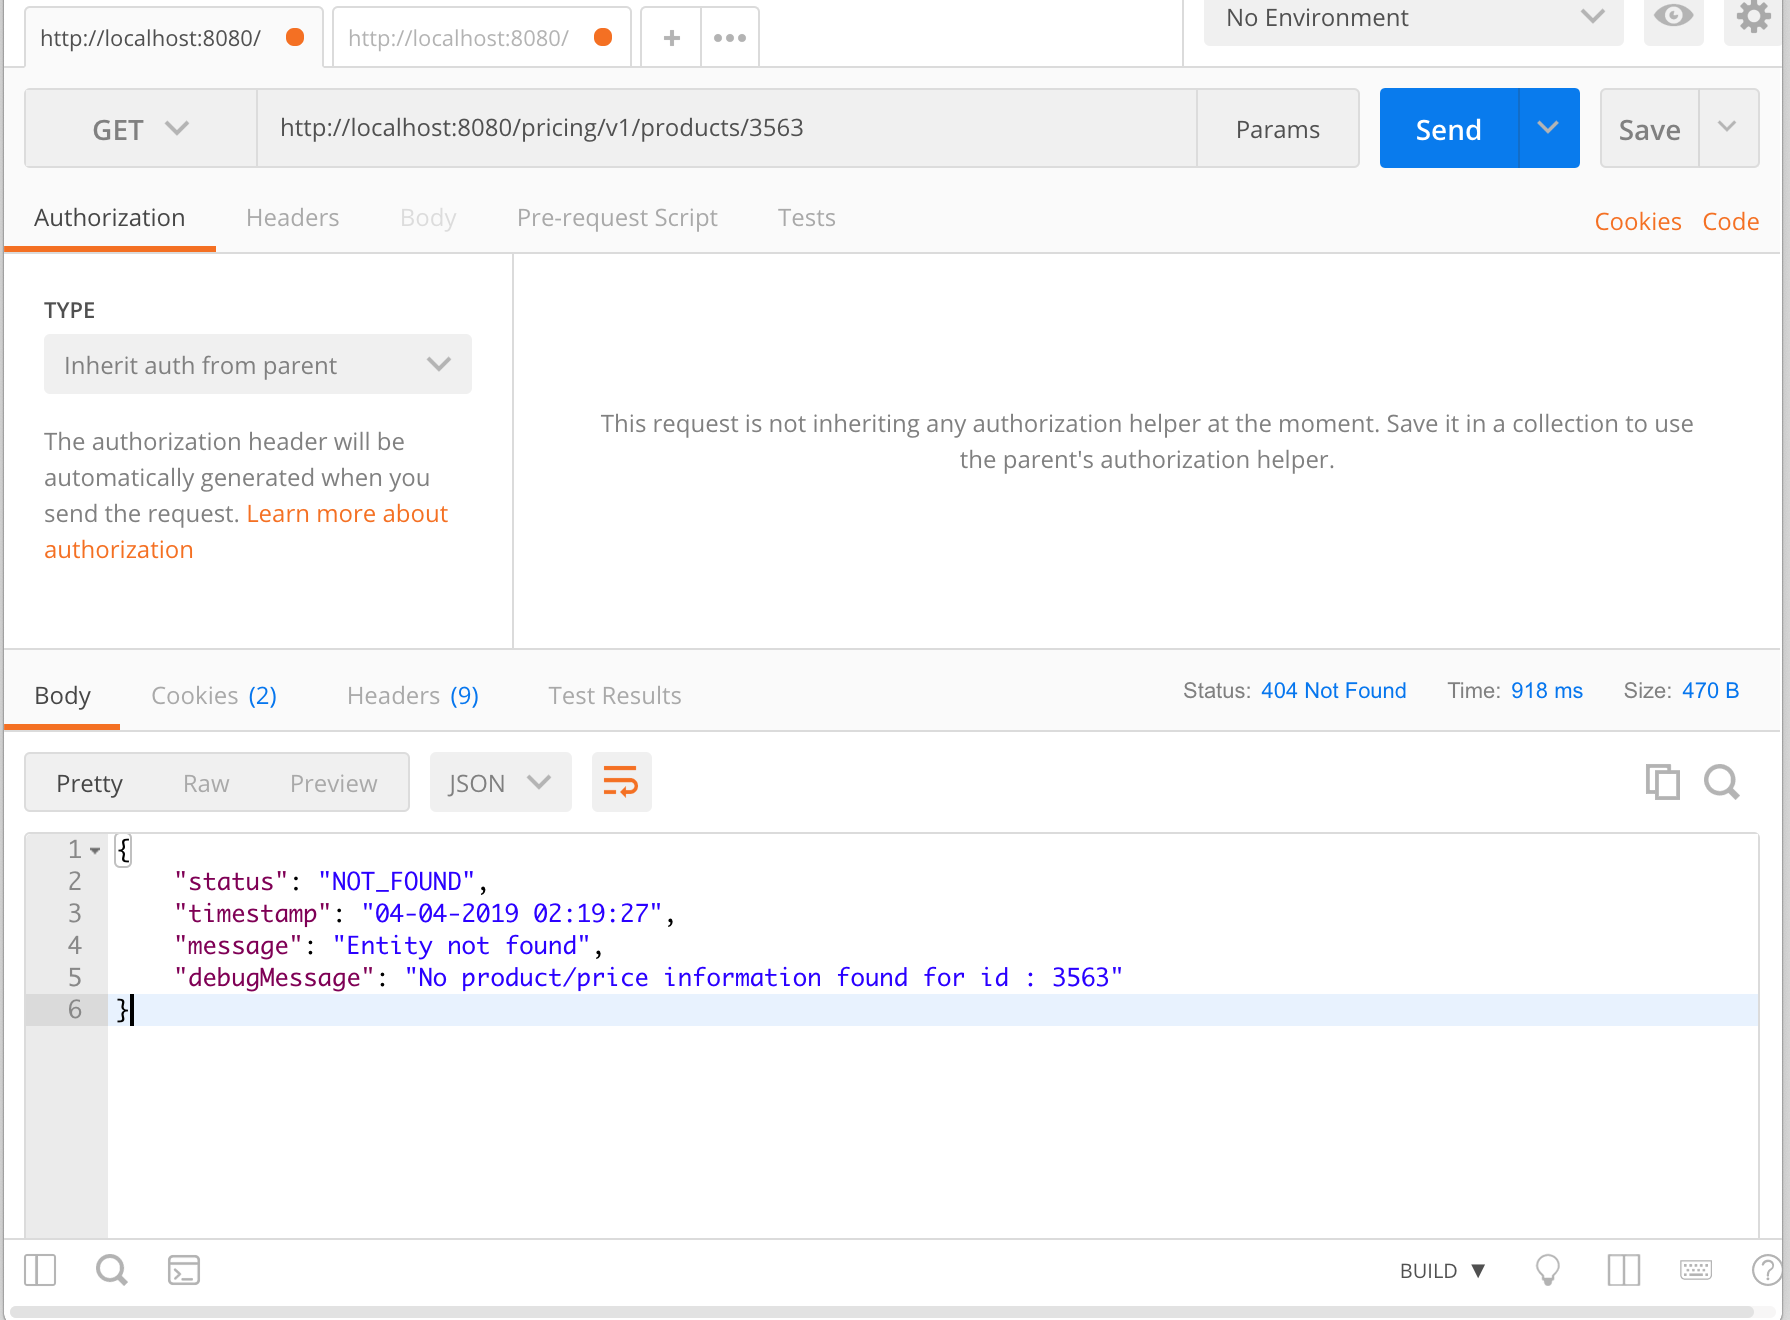 http://localhost:8080/
http://localhost:8080/
No Environment
GET
http://localhost:8080/pricing/v1/products/3563
Params
Send
Save
Authorization
Headers
Body
Pre-request Script
Tests
Cookies
Code
TYPE
Inherit auth from parent
The authorization header will be
automatically generated when you
send the request. Learn more about
authorization
This request is not inheriting any authorization helper at the moment. Save it in a collection to use
the parent's authorization helper.
Body
Cookies (2)
Headers (9)
Test Results
Status: 404 Not Found
Time: 918 ms
Size: 470 B
Pretty
Raw
Preview
JSON
1 {
2 "status": "NOT_FOUND",
3 "timestamp": "04-04-2019 02:19:27",
4 "message": "Entity not found",
5 "debugMessage": "No product/price information found for id : 3563"
6 }
BUILD